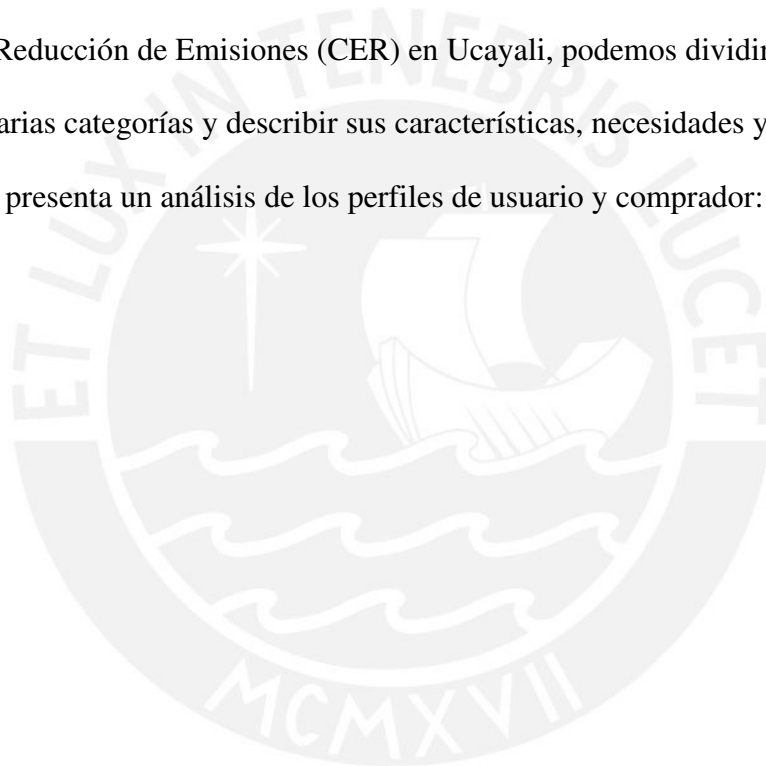 Reducción de Emisiones (CER) en Ucayali, podemos dividir
arias categorías y describir sus características, necesidades y
presenta un análisis de los perfiles de usuario y comprador:
ET LUX IN TENEBRIS LUCET
MCMXVII